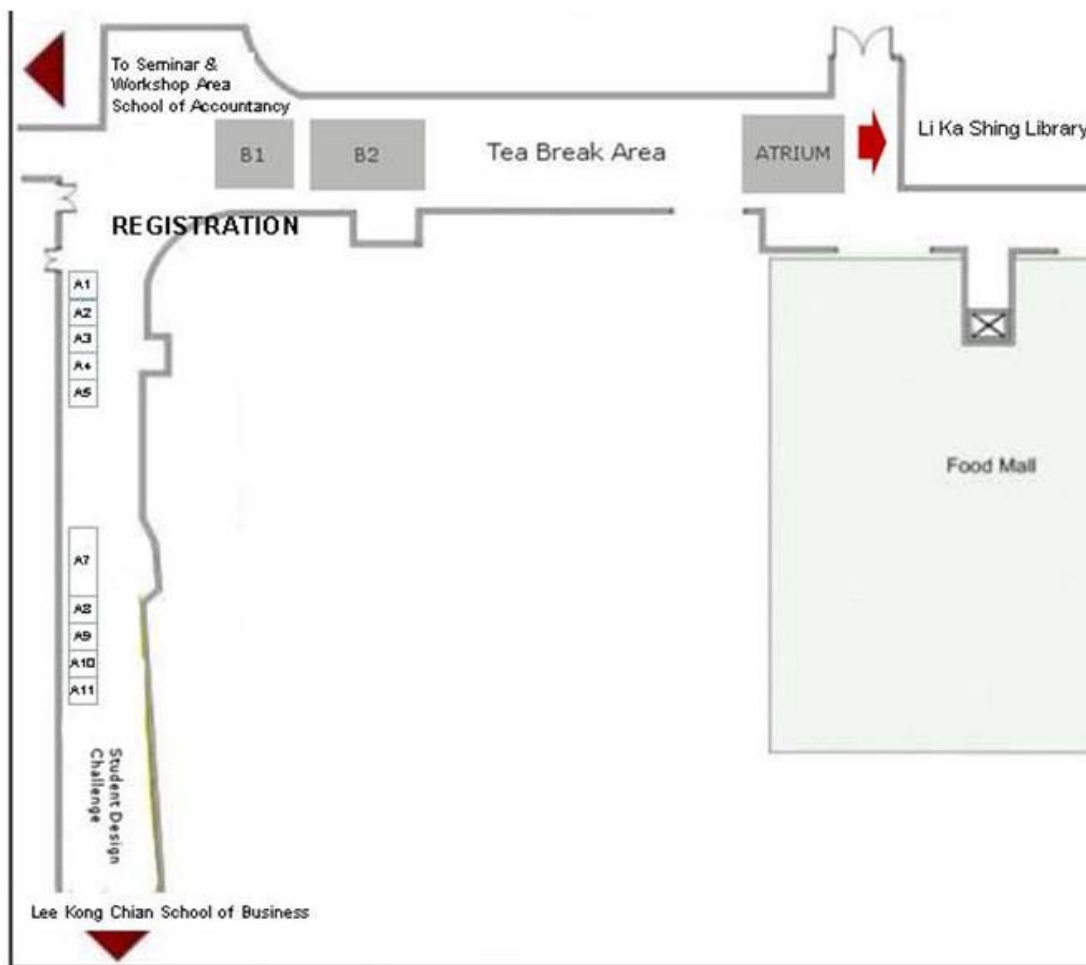 To Seminar &
Workshop Area
School of Accountancy
Li Ka Shing Library
B1
B2
Tea Break Area
ATRIUM
REGISTRATION
A1
A2
A3
A4
A5
Food Mall
A7
A8
A9
A10
A11
Student Design
Challenge
Lee Kong Chian School of Business